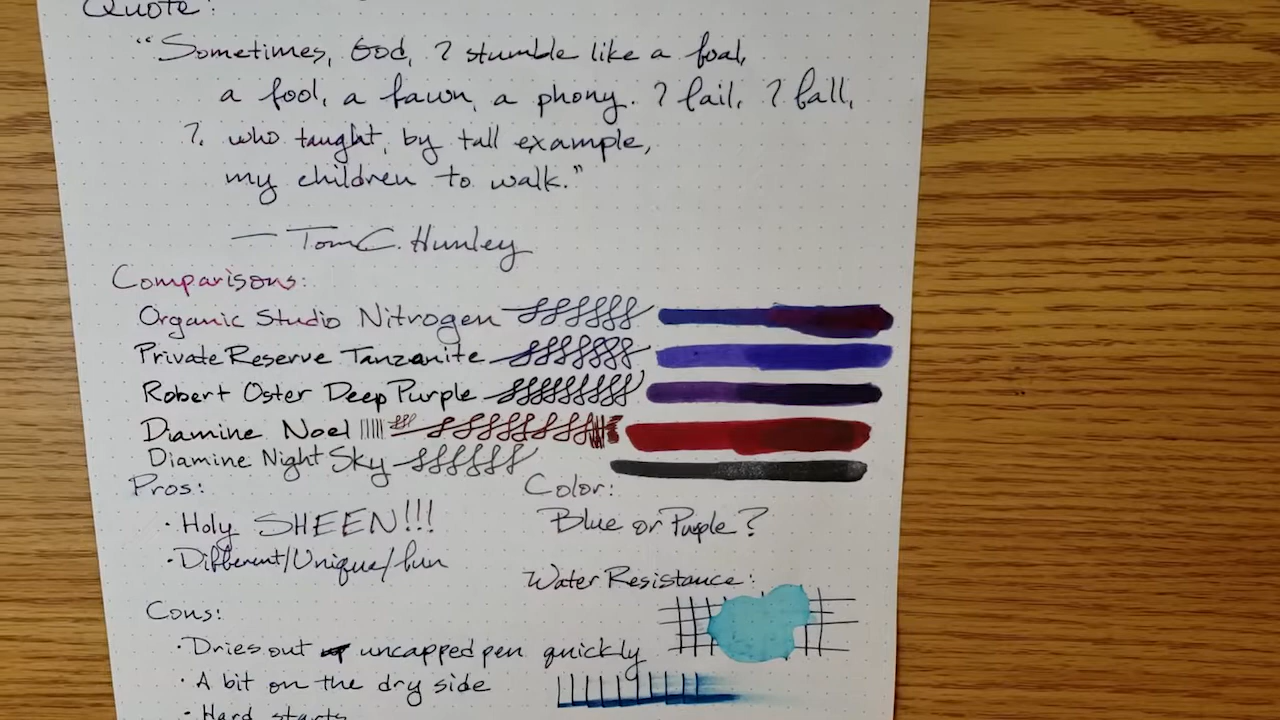 Quote:
"Sometimes, God, I stumble like a foal,
a fool, a fawn, a phony. I fail, I fall,
I, who taught, by tall example,
my children to walk."
— Tom C. Hunley
Comparisons:
Organic Studio Nitrogen
Private Reserve Tanzanite
Robert Oster Deep Purple
Diamine Noel
Diamine Night Sky
Pros:
· Holy SHEEN!!!
· Different/Unique/fun
Color:
Blue or Purple?
Water Resistance:
Cons:
· Dries out uncapped pen quickly
· A bit on the dry side
· Hard starts